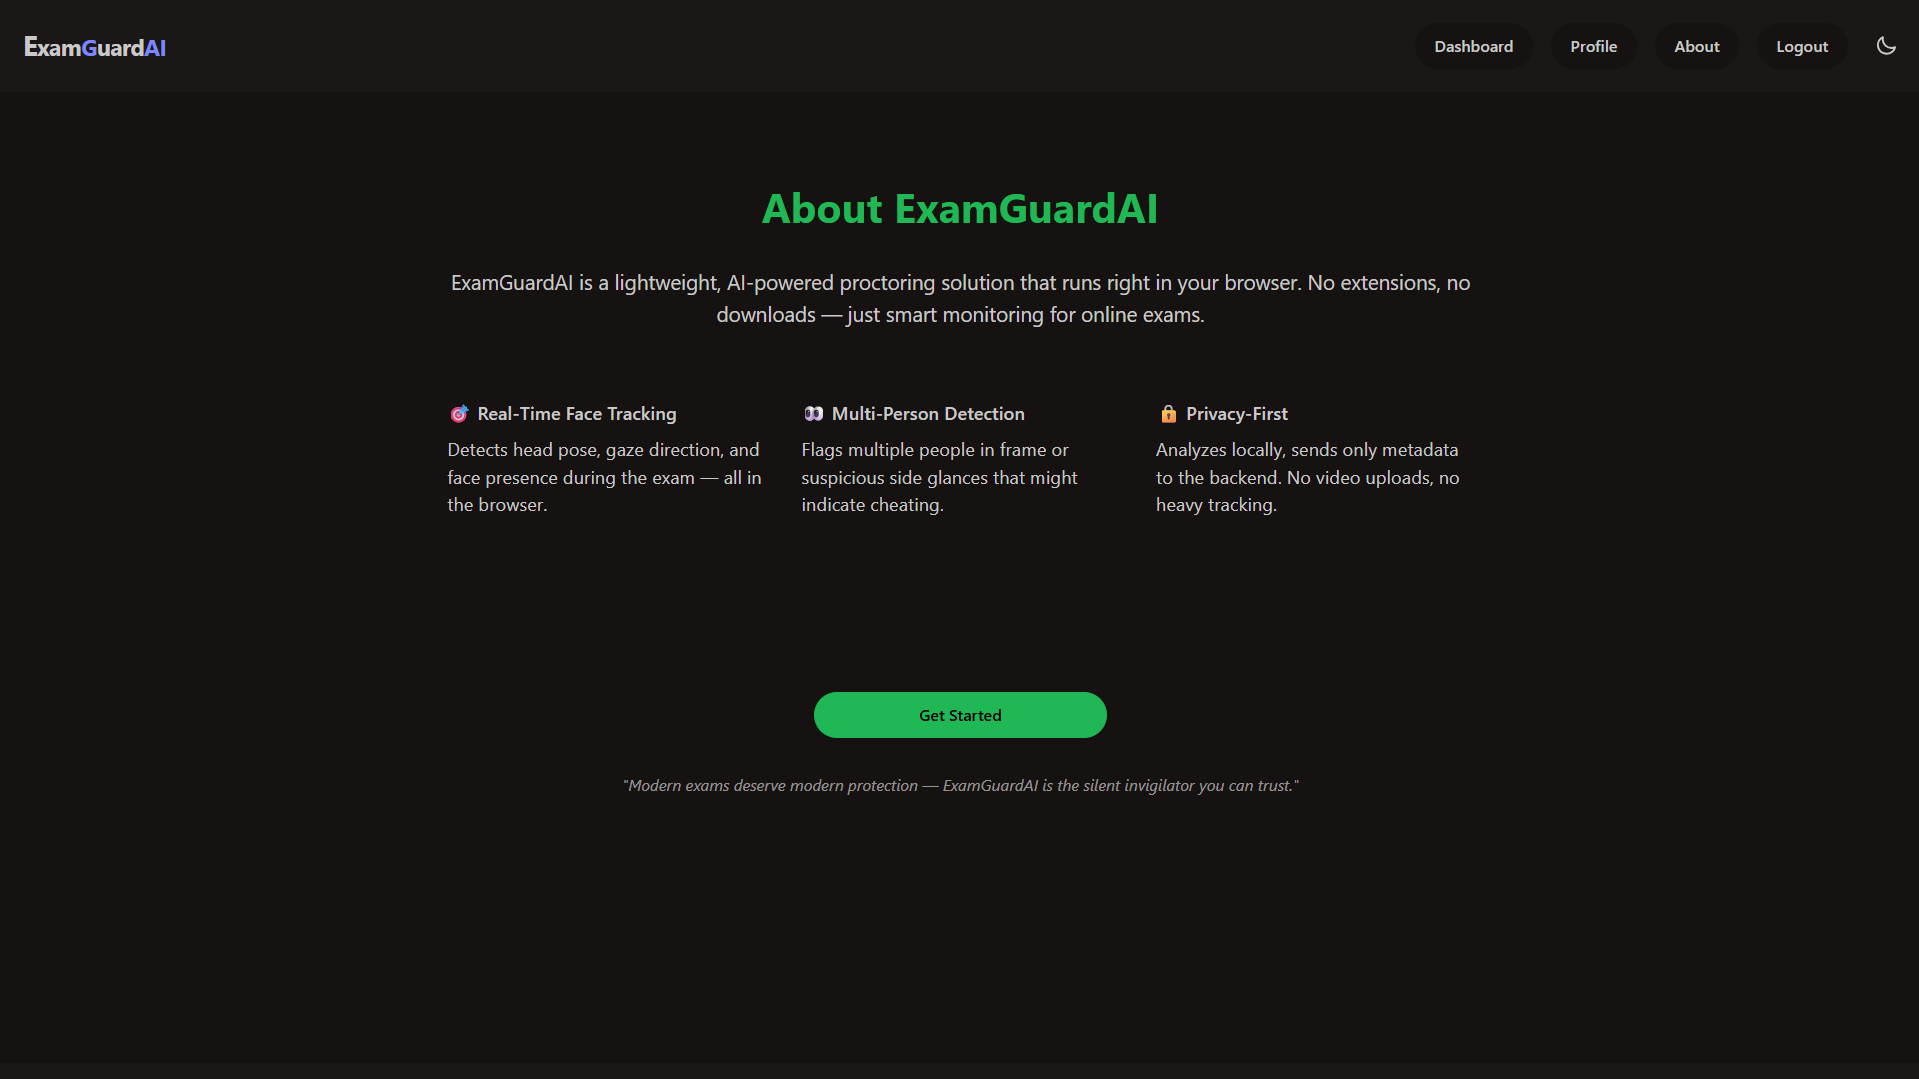 ExamGuardAI
Dashboard
Profile
About
Logout
About ExamGuardAI
ExamGuardAI is a lightweight, AI-powered proctoring solution that runs right in your browser. No extensions, no
downloads — just smart monitoring for online exams.
🎯 Real-Time Face Tracking
Detects head pose, gaze direction, and
face presence during the exam — all in
the browser.
👀 Multi-Person Detection
Flags multiple people in frame or
suspicious side glances that might
indicate cheating.
🔒 Privacy-First
Analyzes locally, sends only metadata
to the backend. No video uploads, no
heavy tracking.
Get Started
"Modern exams deserve modern protection — ExamGuardAI is the silent invigilator you can trust."